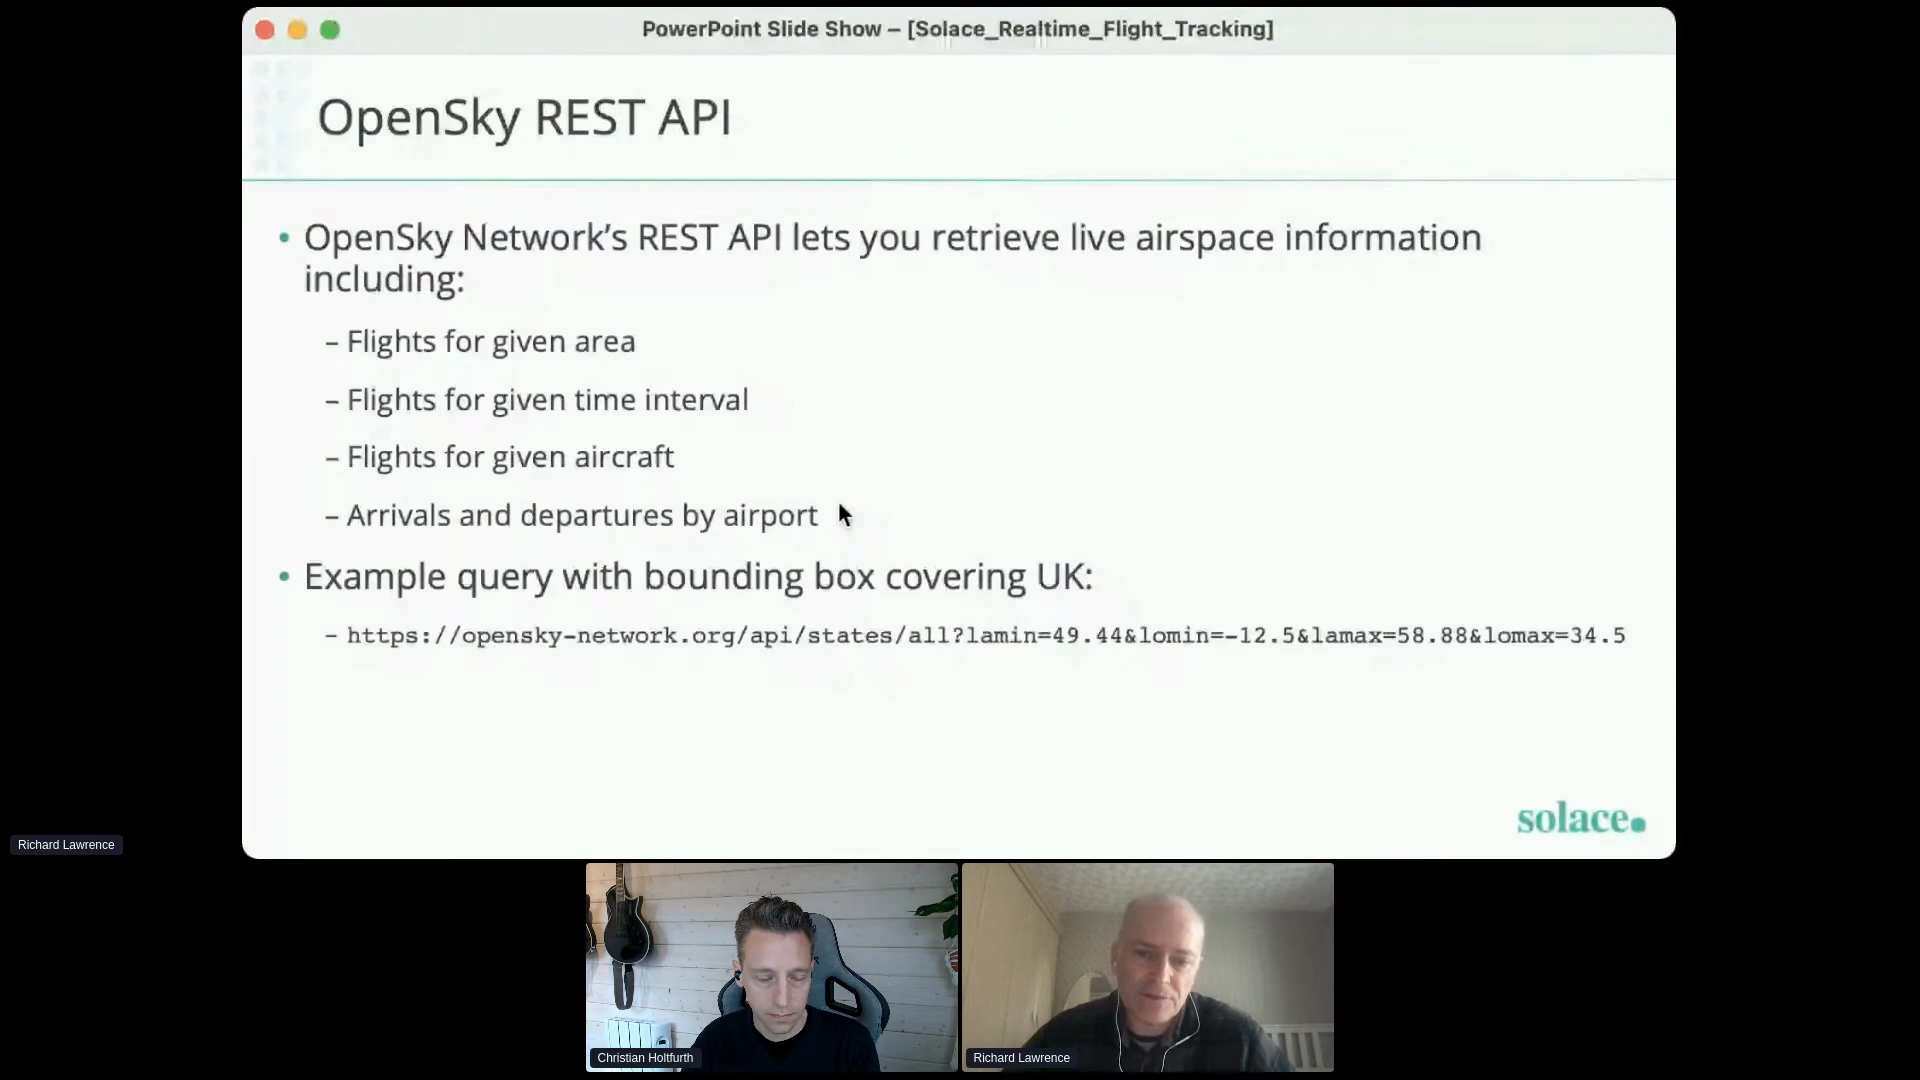 PowerPoint Slide Show – [Solace_Realtime_Flight_Tracking]
OpenSky REST API
• OpenSky Network’s REST API lets you retrieve live airspace information
including:
– Flights for given area
– Flights for given time interval
– Flights for given aircraft
– Arrivals and departures by airport
• Example query with bounding box covering UK:
– https://opensky-network.org/api/states/all?lamin=49.44&lomin=-12.5&lamax=58.88&lomax=34.5
solace.
Richard Lawrence
Christian Holtfurth
Richard Lawrence